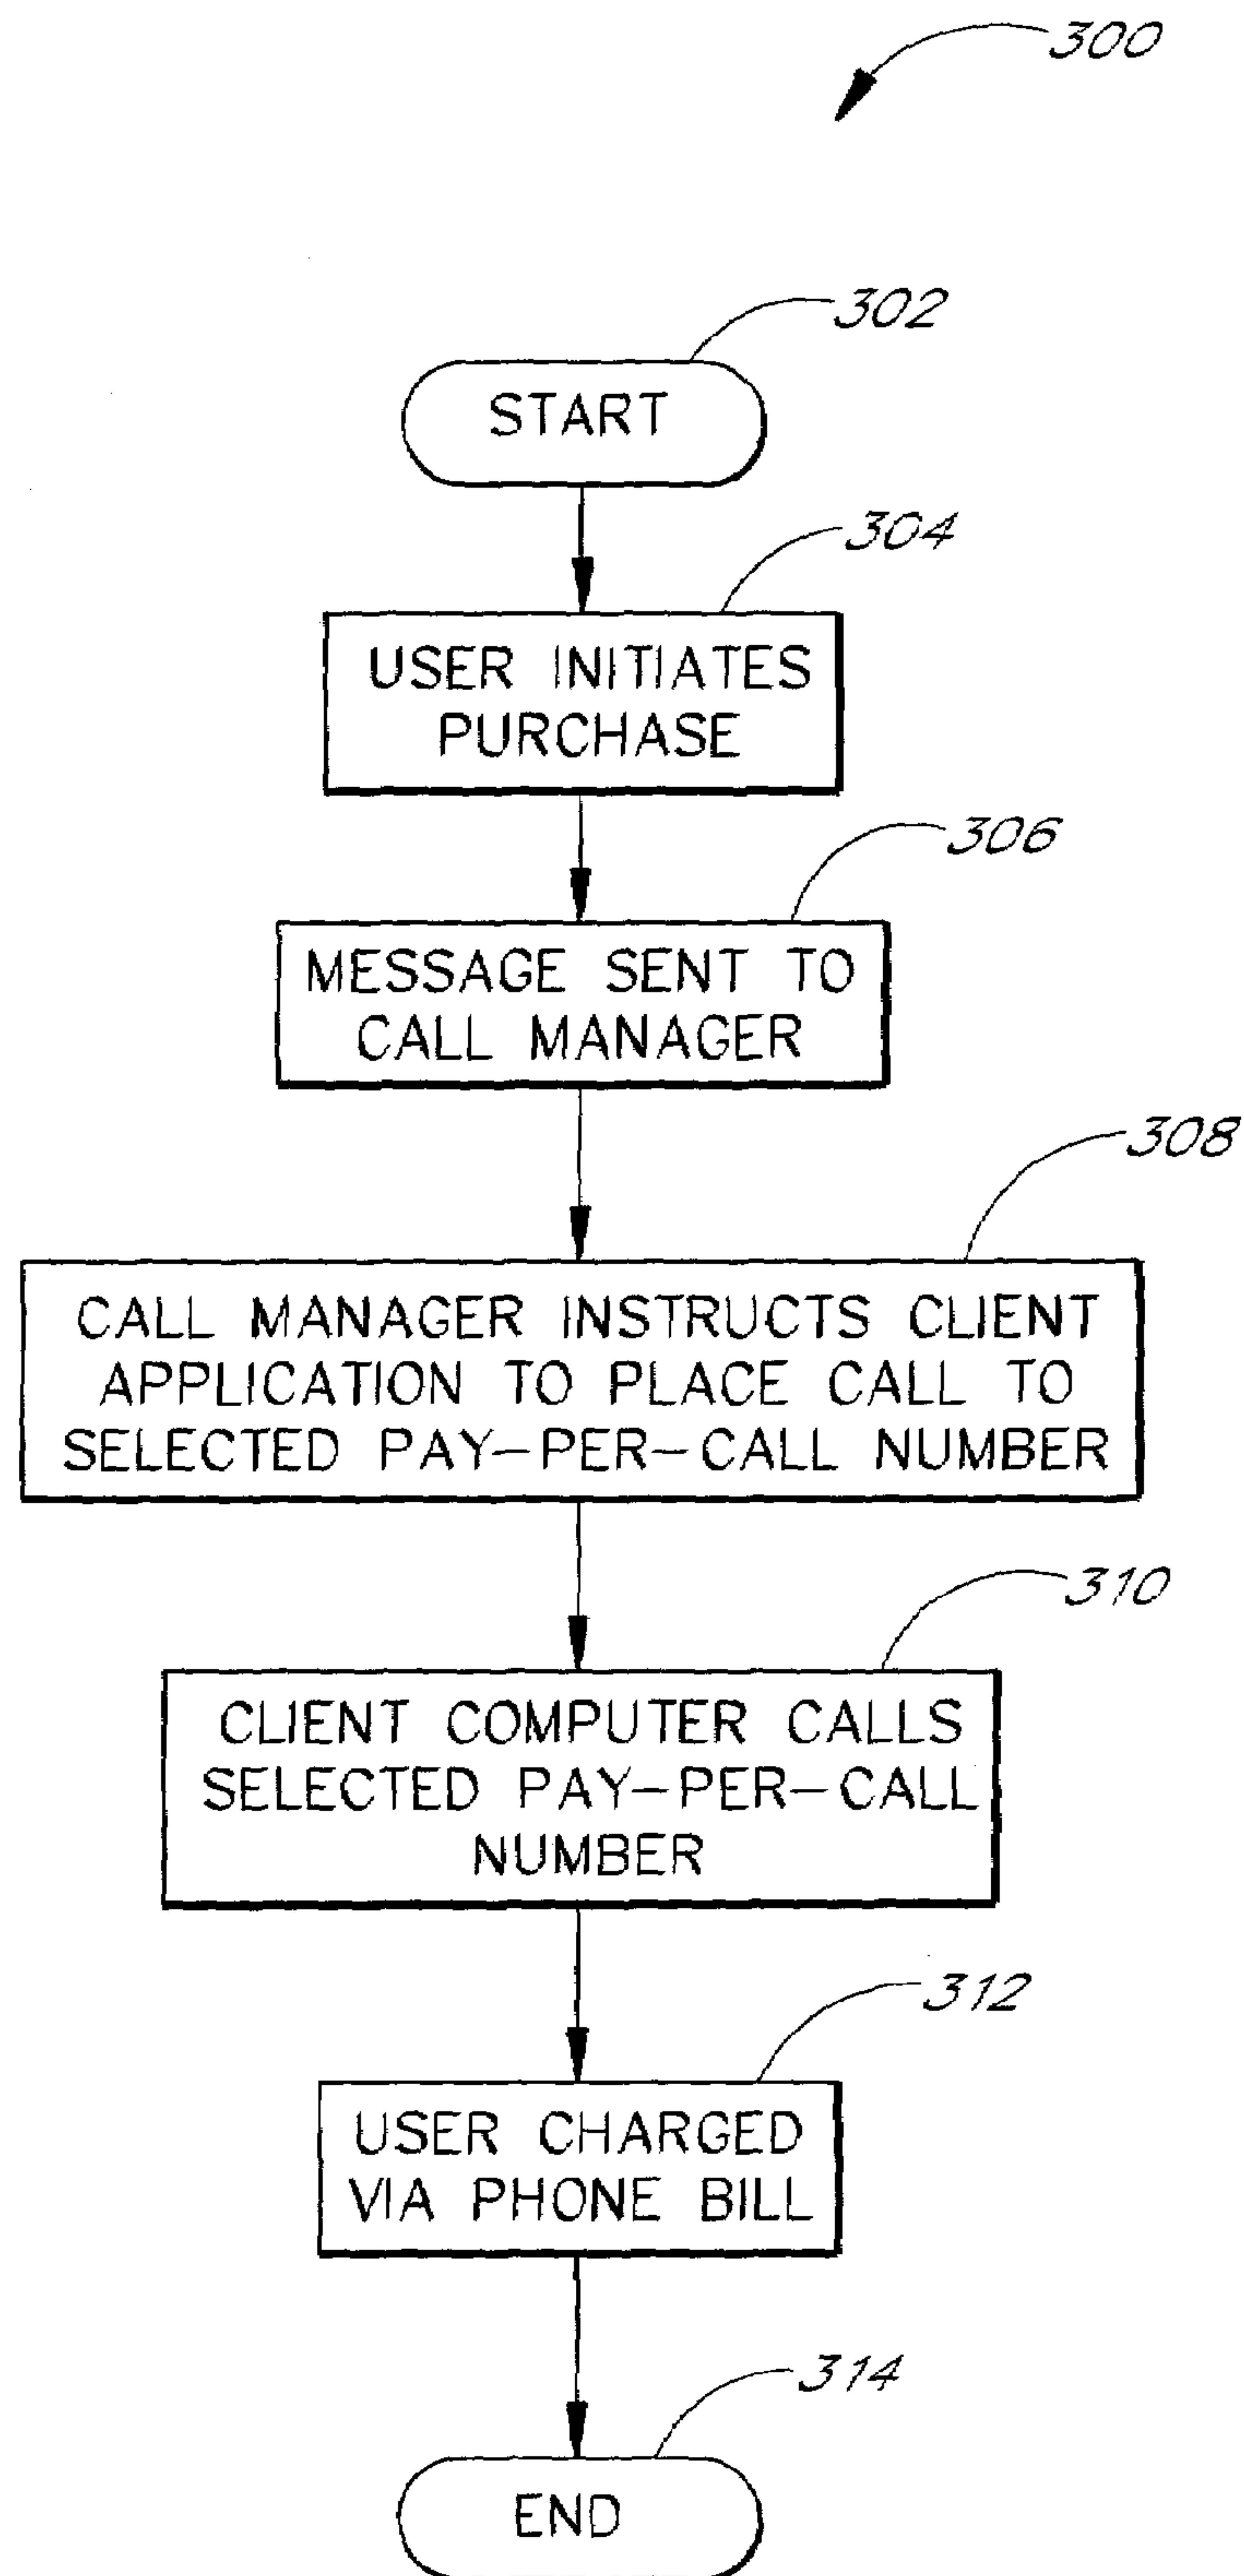 300
302
START
304
USER INITIATES
PURCHASE
306
MESSAGE SENT TO
CALL MANAGER
308
CALL MANAGER INSTRUCTS CLIENT
APPLICATION TO PLACE CALL TO
SELECTED PAY-PER-CALL NUMBER
310
CLIENT COMPUTER CALLS
SELECTED PAY-PER-CALL
NUMBER
312
USER CHARGED
VIA PHONE BILL
314
END